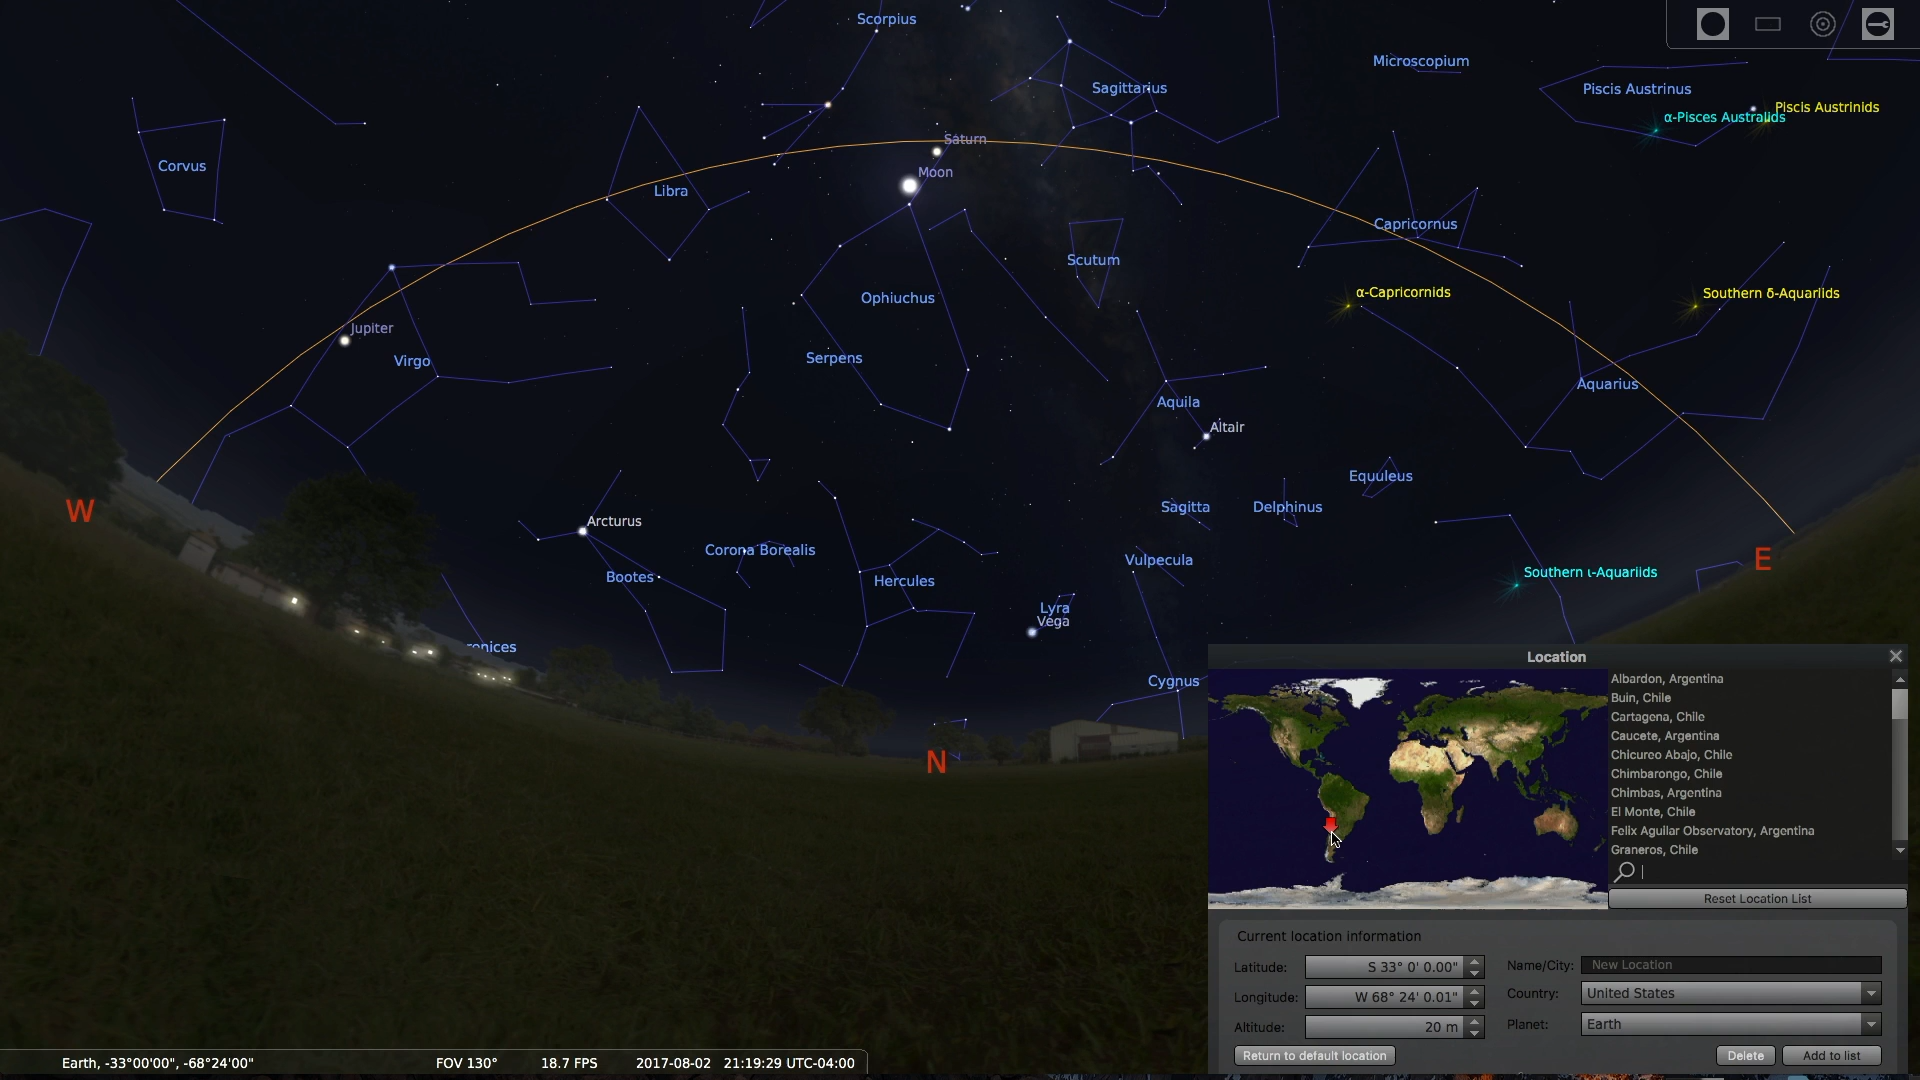 Scorpius
Microscopium
Sagittarius
Piscis Austrinus
Piscis Austrinids
α-Pisces Australids
Saturn
Corvus
Moon
Libra
Capricornus
Scutum
α-Capricornids
Southern δ-Aquariids
Ophiuchus
Jupiter
Virgo
Serpens
Aquarius
Aquila
Altair
Equuleus
Sagitta
Delphinus
W
Arcturus
Corona Borealis
Vulpecula
E
Bootes
Hercules
Southern ι-Aquariids
Lyra
Vega
Cygnus
N
Location
Albardon, Argentina
Buin, Chile
Cartagena, Chile
Caucete, Argentina
Chicureo Abajo, Chile
Chimbarongo, Chile
Chimbas, Argentina
El Monte, Chile
Felix Aguilar Observatory, Argentina
Graneros, Chile
Reset Location List
Current location information
Latitude: S 33° 0' 0.00"
Name/City: New Location
Longitude: W 68° 24' 0.01"
Country: United States
Altitude: 20 m
Planet: Earth
Return to default location
Delete
Add to list
Earth, -33°00'00", -68°24'00"
FOV 130°
18.7 FPS
2017-08-02 21:19:29 UTC-04:00